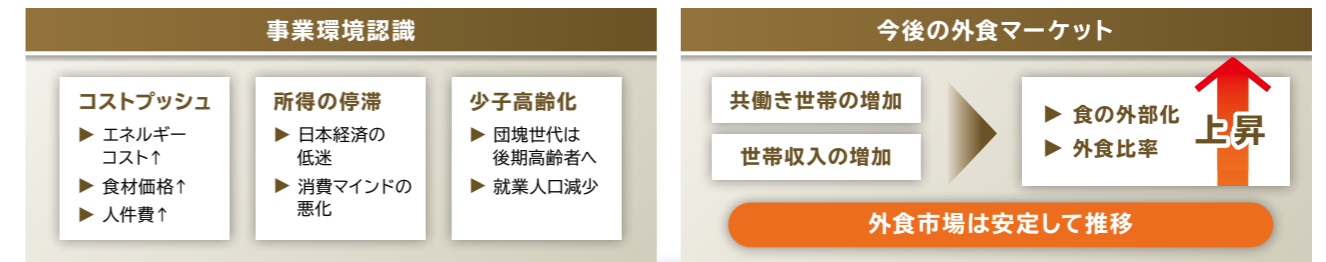 事業環境認識
コストプッシュ
▶ エネルギー
コスト↑
▶ 食材価格↑
▶ 人件費↑
所得の停滞
▶ 日本経済の
低迷
▶ 消費マインドの
悪化
少子高齢化
▶ 団塊世代は
後期高齢者へ
▶ 就業人口減少
今後の外食マーケット
共働き世帯の増加
世帯収入の増加
▶ 食の外部化
▶ 外食比率
上昇
外食市場は安定して推移